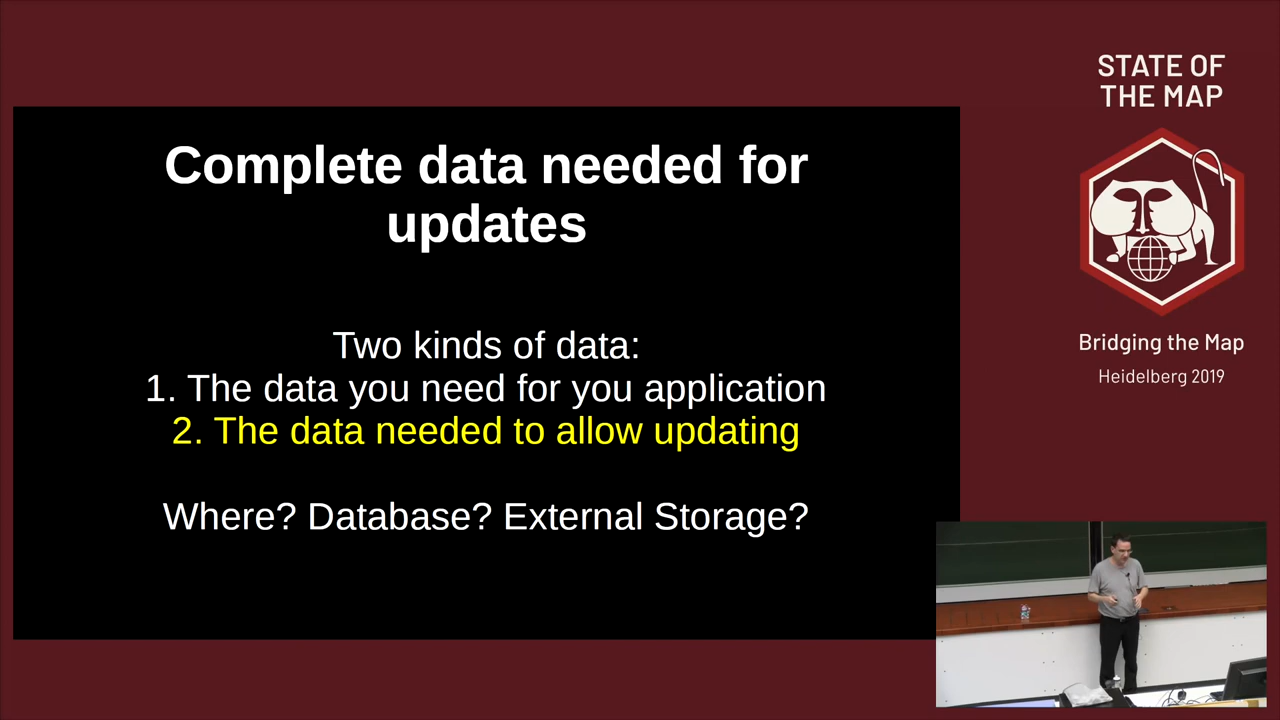 STATE OF
THE MAP
Complete data needed for
updates
Two kinds of data:
1. The data you need for you application
2. The data needed to allow updating
Where? Database? External Storage?
Bridging the Map
Heidelberg 2019